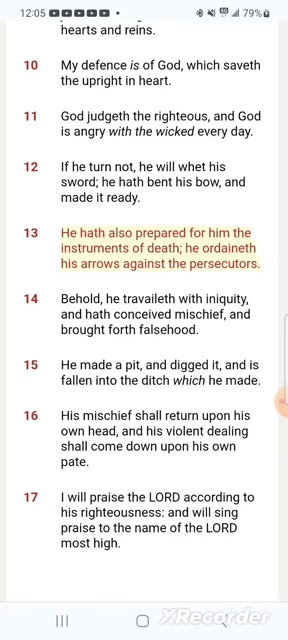 12:05
79%
hearts and reins.
10 My defence is of God, which saveth
the upright in heart.
11 God judgeth the righteous, and God
is angry with the wicked every day.
12 If he turn not, he will whet his
sword; he hath bent his bow, and
made it ready.
13 He hath also prepared for him the
instruments of death; he ordaineth
his arrows against the persecutors.
14 Behold, he travaileth with iniquity,
and hath conceived mischief, and
brought forth falsehood.
15 He made a pit, and digged it, and is
fallen into the ditch which he made.
16 His mischief shall return upon his
own head, and his violent dealing
shall come down upon his own
pate.
17 I will praise the LORD according to
his righteousness: and will sing
praise to the name of the LORD
most high.
XRecorder